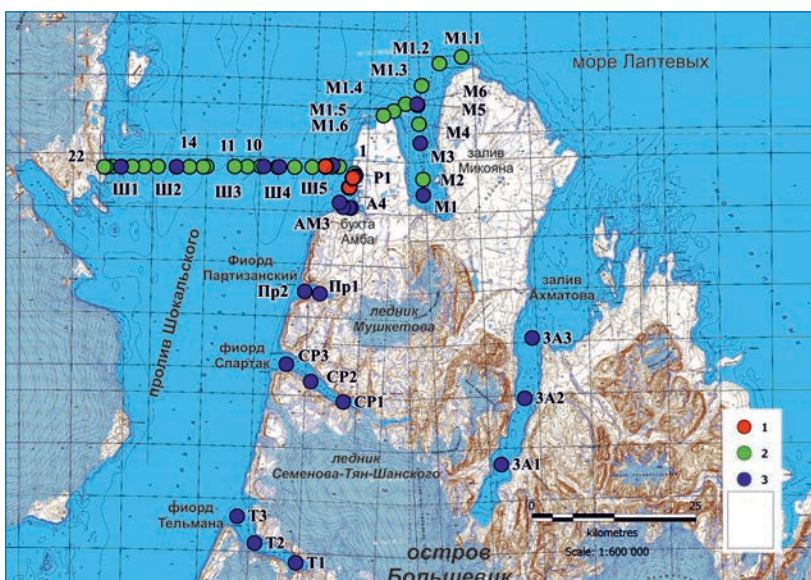 М1.1
М1.2
море Лаптевых
М1.3
М1.4
М6
М1.5
М5
М1.6
М4
14
11
10
22
1
залив
Микояна
М3
Ш1
Ш2
Ш3
Ш4
Ш5
Р1
М2
М1
А4
АМ3
бухта
Амба
Фиорд
Партизанский
Пр2
Пр1
залив
Ахматова
ледник
Мушкетова
пролив Шокальского
фиорд
Спартак
СР3
СР2
СР1
ЗА3
ЗА2
ЗА1
ледник
Семенова-Тян-Шанского
1
2
3
0
25
kilometres
Scale: 1:600 000
фиорд
Тельмана
Т3
Т2
Т1
остров
Большевик